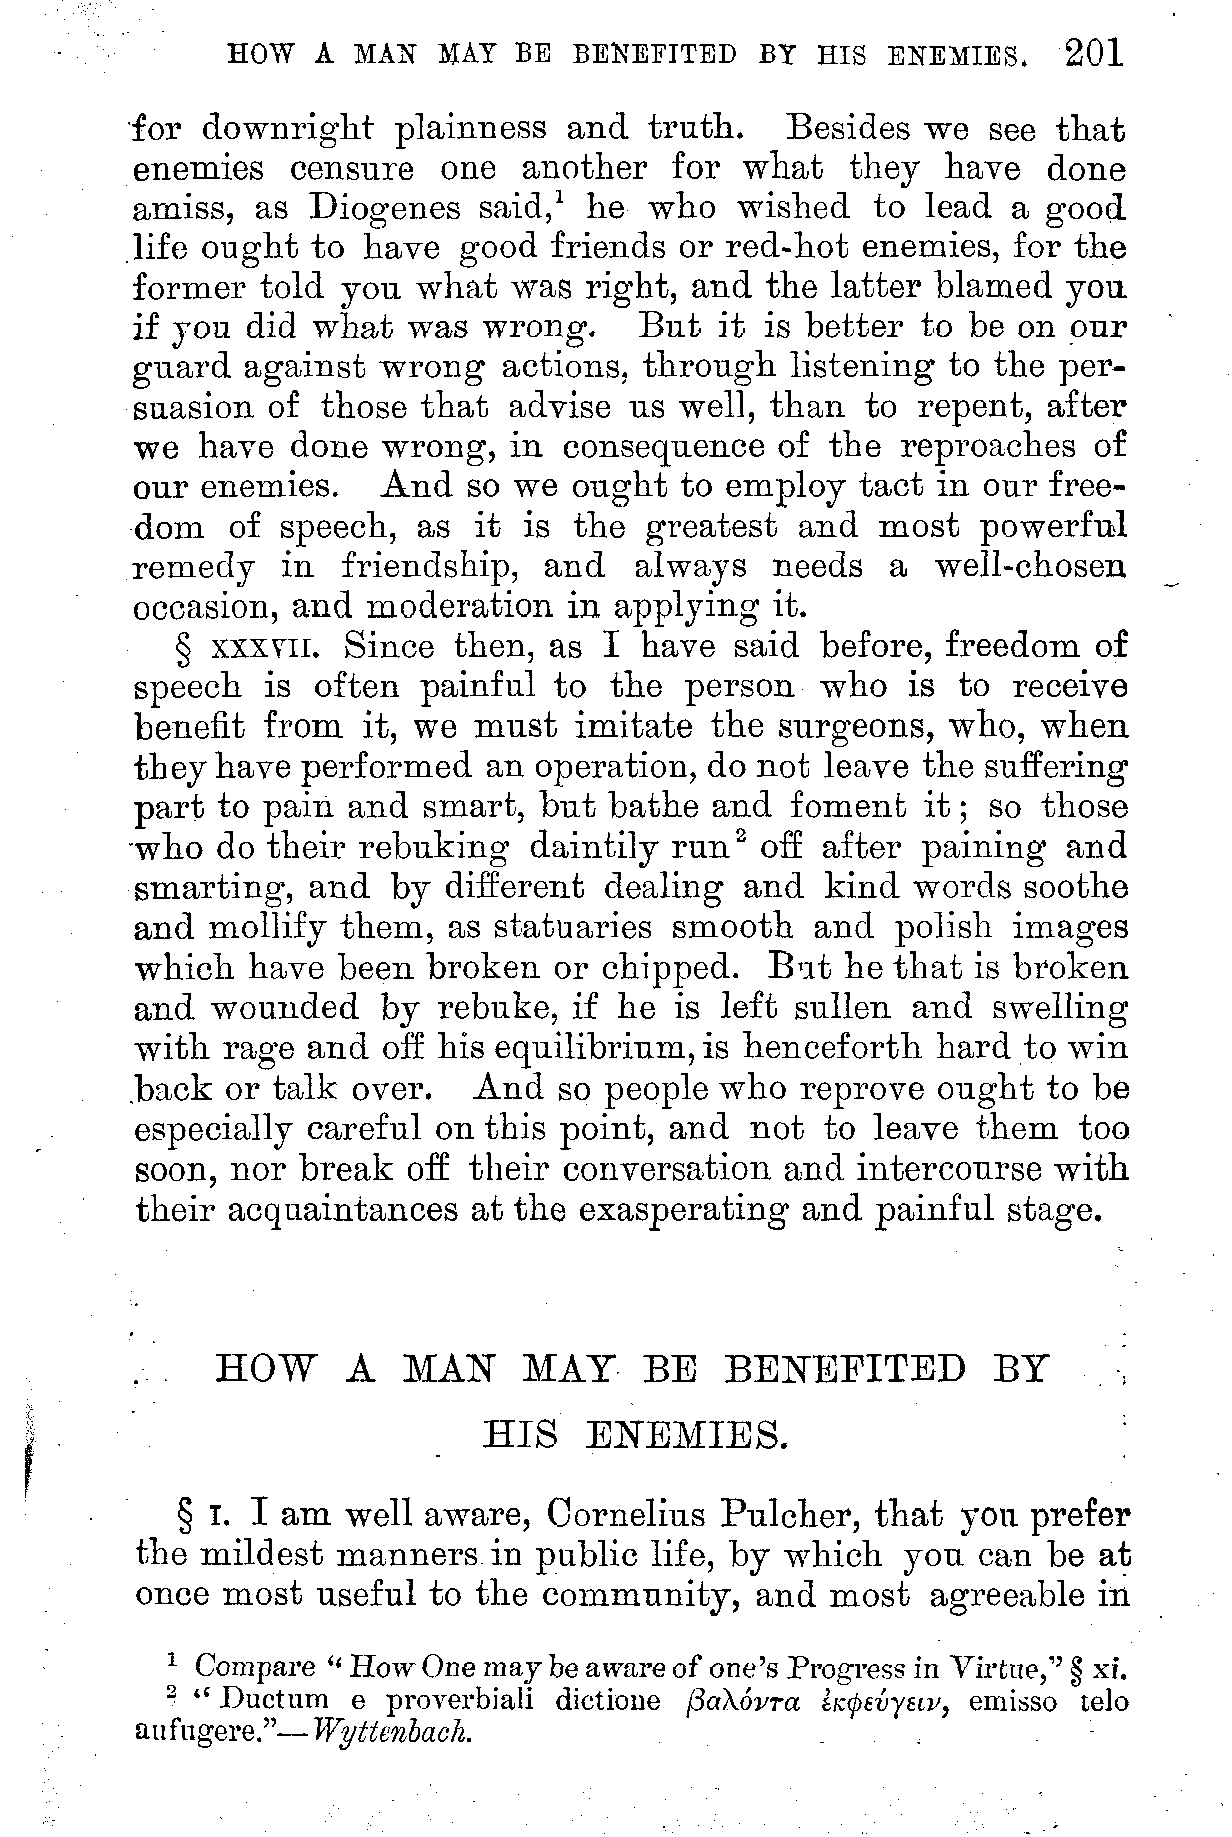 HOW A MAN MAY BE BENEFITED BY HIS ENEMIES. 201
for downright plainness and truth. Besides we see that
enemies censure one another for what they have done
amiss, as Diogenes said,¹ he who wished to lead a good
life ought to have good friends or red-hot enemies, for the
former told you what was right, and the latter blamed you
if you did what was wrong. But it is better to be on our
guard against wrong actions, through listening to the per-
suasion of those that advise us well, than to repent, after
we have done wrong, in consequence of the reproaches of
our enemies. And so we ought to employ tact in our free-
dom of speech, as it is the greatest and most powerful
remedy in friendship, and always needs a well-chosen
occasion, and moderation in applying it.
§ XXXVII. Since then, as I have said before, freedom of
speech is often painful to the person who is to receive
benefit from it, we must imitate the surgeons, who, when
they have performed an operation, do not leave the suffering
part to pain and smart, but bathe and foment it; so those
who do their rebuking daintily run² off after paining and
smarting, and by different dealing and kind words soothe
and mollify them, as statuaries smooth and polish images
which have been broken or chipped. But he that is broken
and wounded by rebuke, if he is left sullen and swelling
with rage and off his equilibrium, is henceforth hard to win
back or talk over. And so people who reprove ought to be
especially careful on this point, and not to leave them too
soon, nor break off their conversation and intercourse with
their acquaintances at the exasperating and painful stage.
HOW A MAN MAY BE BENEFITED BY
HIS ENEMIES.
§ I. I am well aware, Cornelius Pulcher, that you prefer
the mildest manners in public life, by which you can be at
once most useful to the community, and most agreeable in
¹ Compare “How One may be aware of one's Progress in Virtue,” § xi.
² “Ductum e proverbiali dictione βαλόντα ἐκφεύγειν, emisso telo
aufugere.”—Wyttenbach.